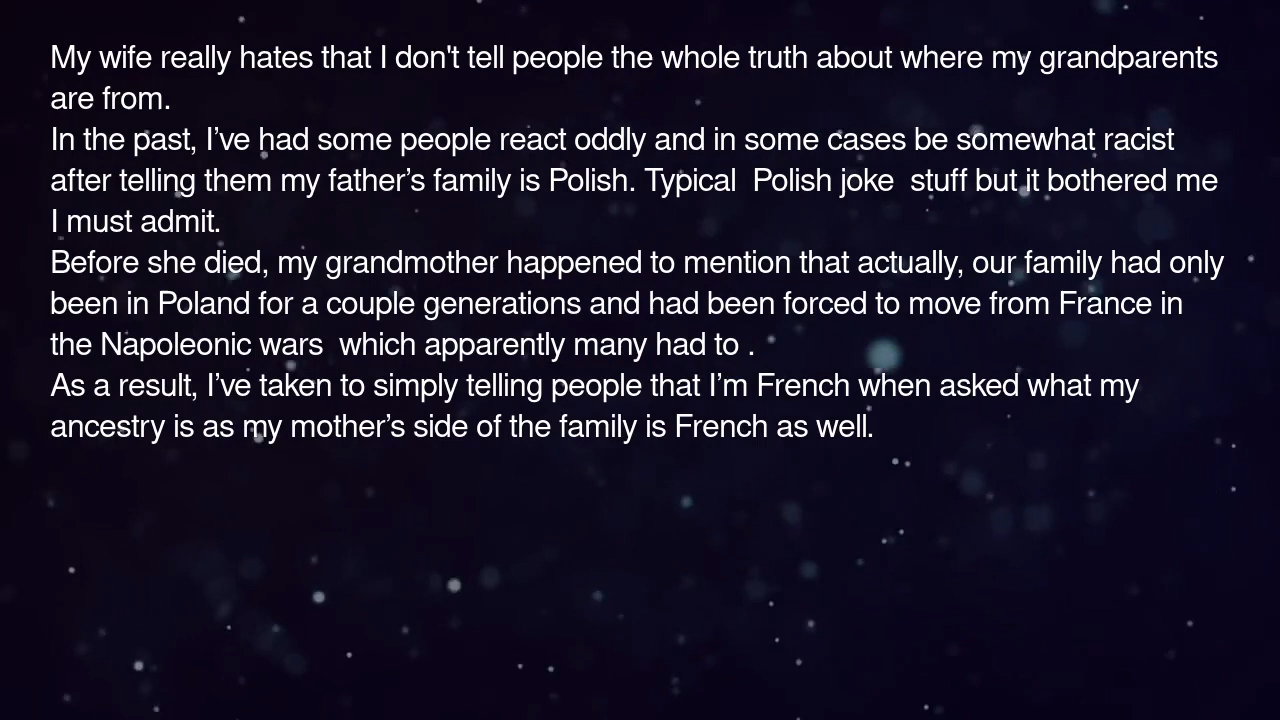 My wife really hates that I don't tell people the whole truth about where my grandparents
are from.
In the past, I’ve had some people react oddly and in some cases be somewhat racist
after telling them my father’s family is Polish. Typical  Polish joke  stuff but it bothered me
I must admit.
Before she died, my grandmother happened to mention that actually, our family had only
been in Poland for a couple generations and had been forced to move from France in
the Napoleonic wars  which apparently many had to .
As a result, I’ve taken to simply telling people that I’m French when asked what my
ancestry is as my mother’s side of the family is French as well.